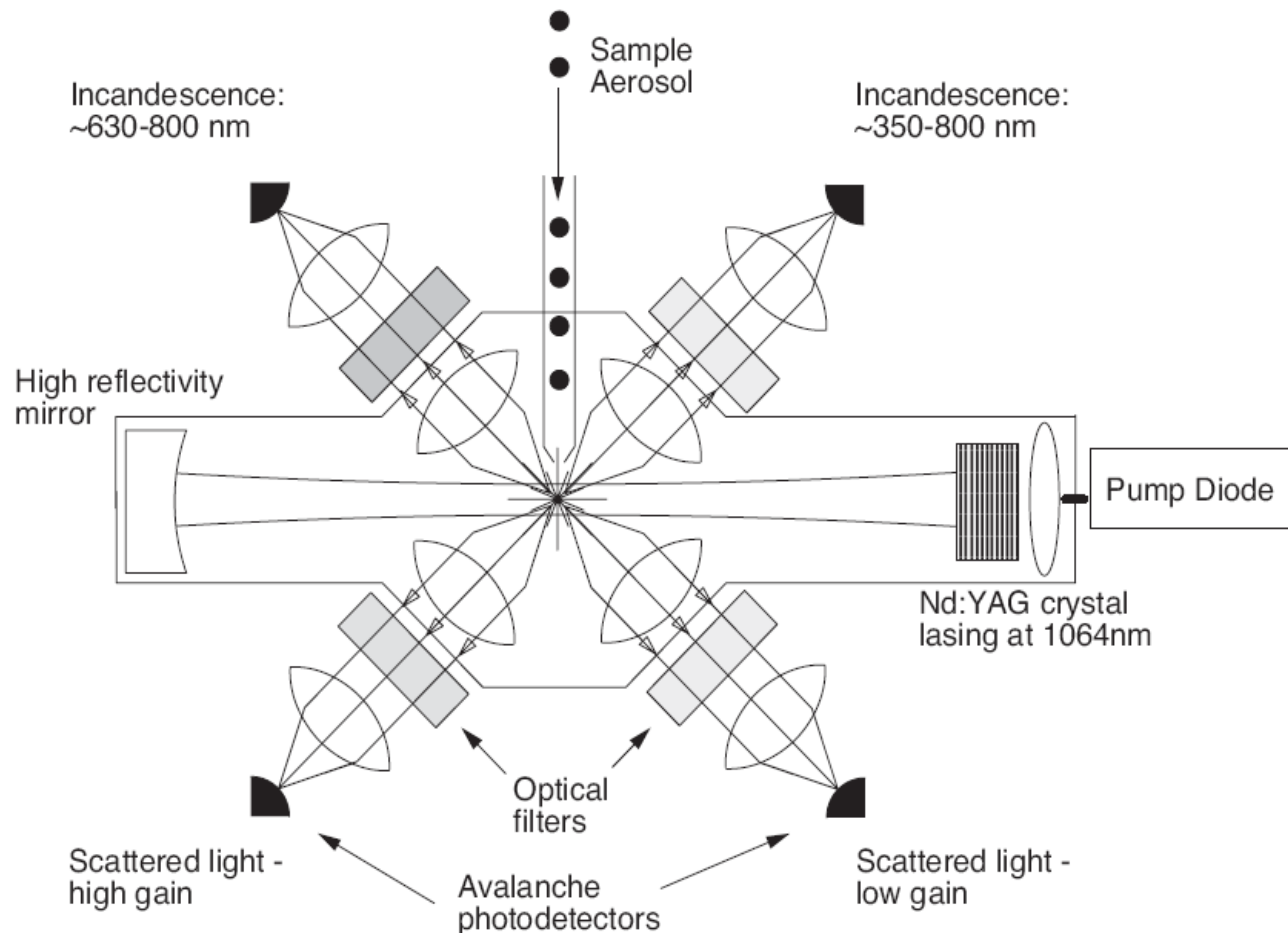 Sample
Aerosol
Incandescence:
~630-800 nm
Incandescence:
~350-800 nm
High reflectivity
mirror
Pump Diode
Nd:YAG crystal
lasing at 1064nm
Optical
filters
Scattered light -
high gain
Avalanche
photodetectors
Scattered light -
low gain